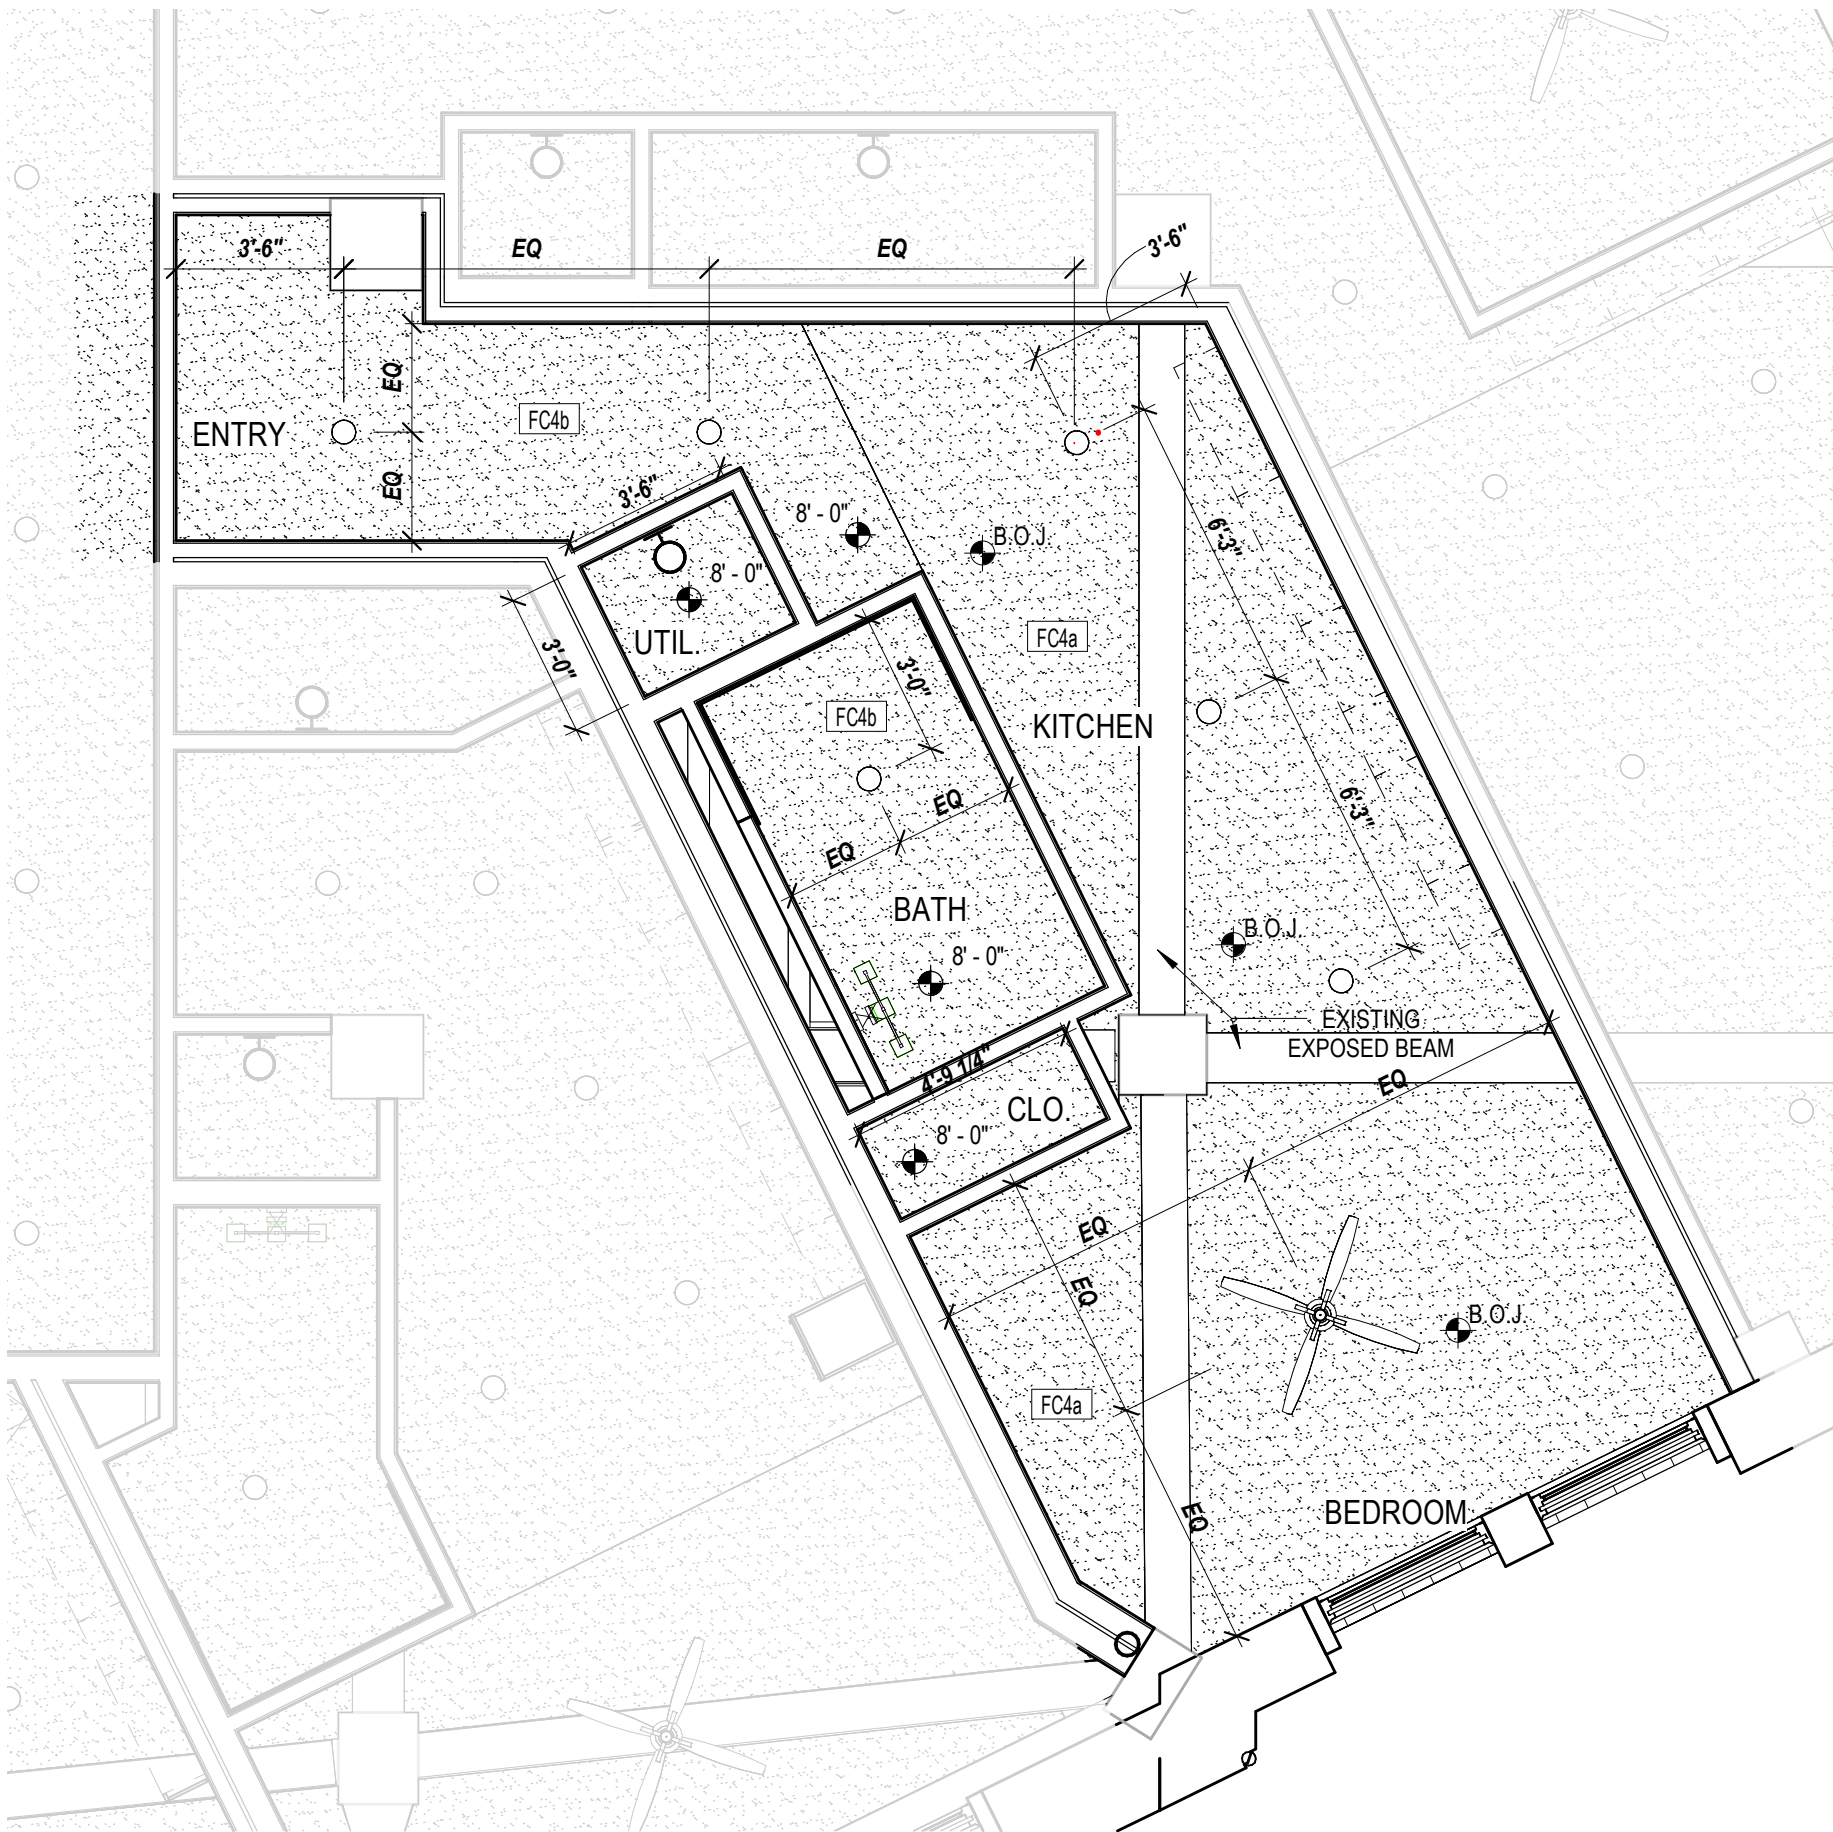 3'-6"
EQ
EQ
3'-6"
EQ
ENTRY
FC4b
EQ
3'-6"
8' - 0"
B.O.J.
6'-3"
8' - 0"
UTIL.
3'-0"
FC4a
3'-0"
FC4b
KITCHEN
EQ
6'-3"
EQ
BATH
B.O.J.
8' - 0"
EXISTING
EXPOSED BEAM
4'-9 1/4"
EQ
CLO.
8' - 0"
EQ
EQ
B.O.J.
FC4a
BEDROOM
EQ